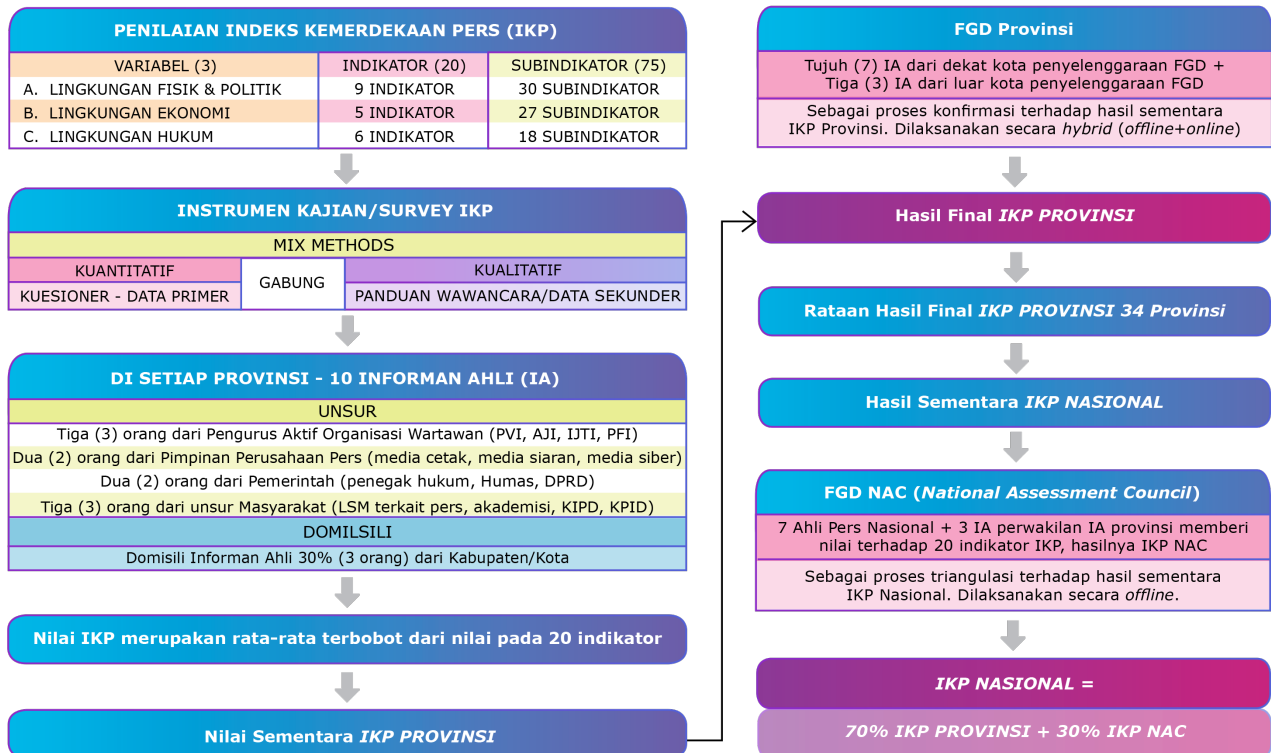 PENILAIAN INDEKS KEMERDEKAAN PERS (IKP)
VARIABEL (3) INDIKATOR (20) SUBINDIKATOR (75)
A. LINGKUNGAN FISIK & POLITIK 9 INDIKATOR 30 SUBINDIKATOR
B. LINGKUNGAN EKONOMI 5 INDIKATOR 27 SUBINDIKATOR
C. LINGKUNGAN HUKUM 6 INDIKATOR 18 SUBINDIKATOR
INSTRUMEN KAJIAN/SURVEY IKP
MIX METHODS
KUANTITATIF
KUESIONER - DATA PRIMER
GABUNG
KUALITATIF
PANDUAN WAWANCARA/DATA SEKUNDER
DI SETIAP PROVINSI - 10 INFORMAN AHLI (IA)
UNSUR
Tiga (3) orang dari Pengurus Aktif Organisasi Wartawan (PVI, AJI, IJTI, PFI)
Dua (2) orang dari Pimpinan Perusahaan Pers (media cetak, media siaran, media siber)
Dua (2) orang dari Pemerintah (penegak hukum, Humas, DPRD)
Tiga (3) orang dari unsur Masyarakat (LSM terkait pers, akademisi, KIPD, KPID)
DOMILSILI
Domisili Informan Ahli 30% (3 orang) dari Kabupaten/Kota
Nilai IKP merupakan rata-rata terbobot dari nilai pada 20 indikator
Nilai Sementara IKP PROVINSI
FGD Provinsi
Tujuh (7) IA dari dekat kota penyelenggaraan FGD +
Tiga (3) IA dari luar kota penyelenggaraan FGD
Sebagai proses konfirmasi terhadap hasil sementara
IKP Provinsi. Dilaksanakan secara hybrid (offline+online)
Hasil Final IKP PROVINSI
Rataan Hasil Final IKP PROVINSI 34 Provinsi
Hasil Sementara IKP NASIONAL
FGD NAC (National Assessment Council)
7 Ahli Pers Nasional + 3 IA perwakilan IA provinsi memberi
nilai terhadap 20 indikator IKP, hasilnya IKP NAC
Sebagai proses triangulasi terhadap hasil sementara
IKP Nasional. Dilaksanakan secara offline.
IKP NASIONAL =
70% IKP PROVINSI + 30% IKP NAC